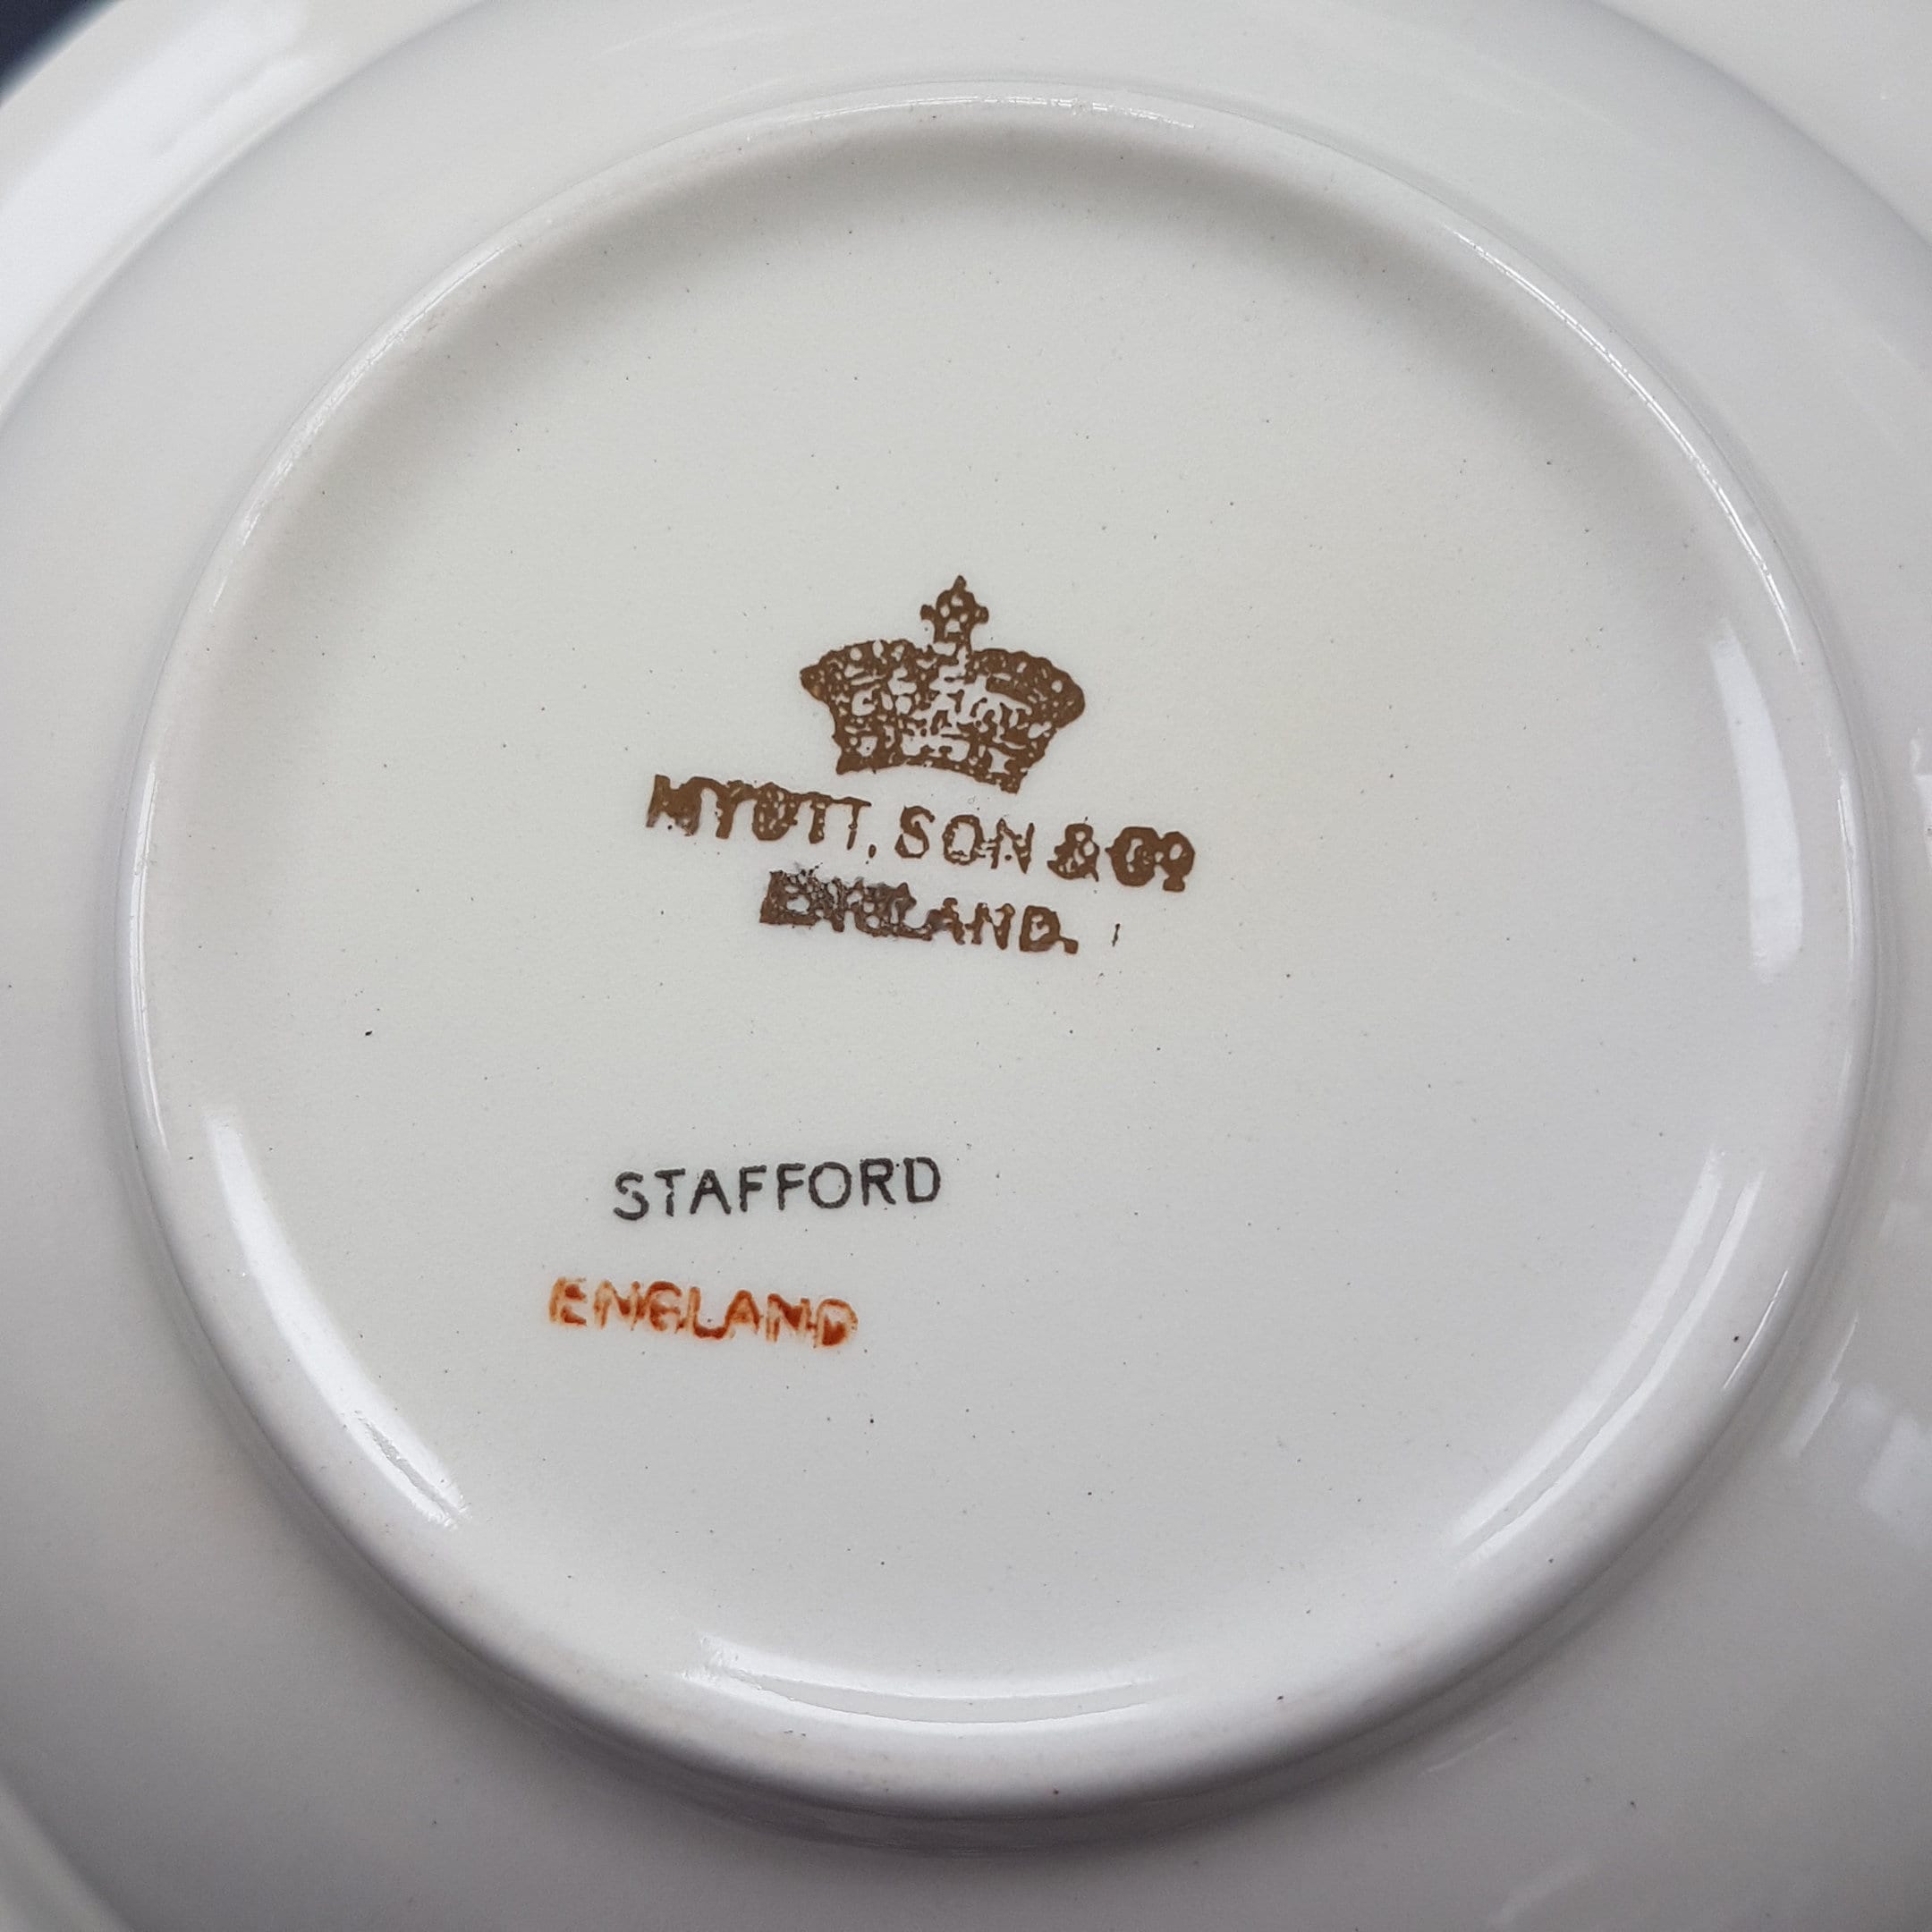 MYOTT, SON & Co
ENGLAND.
STAFFORD
ENGLAND